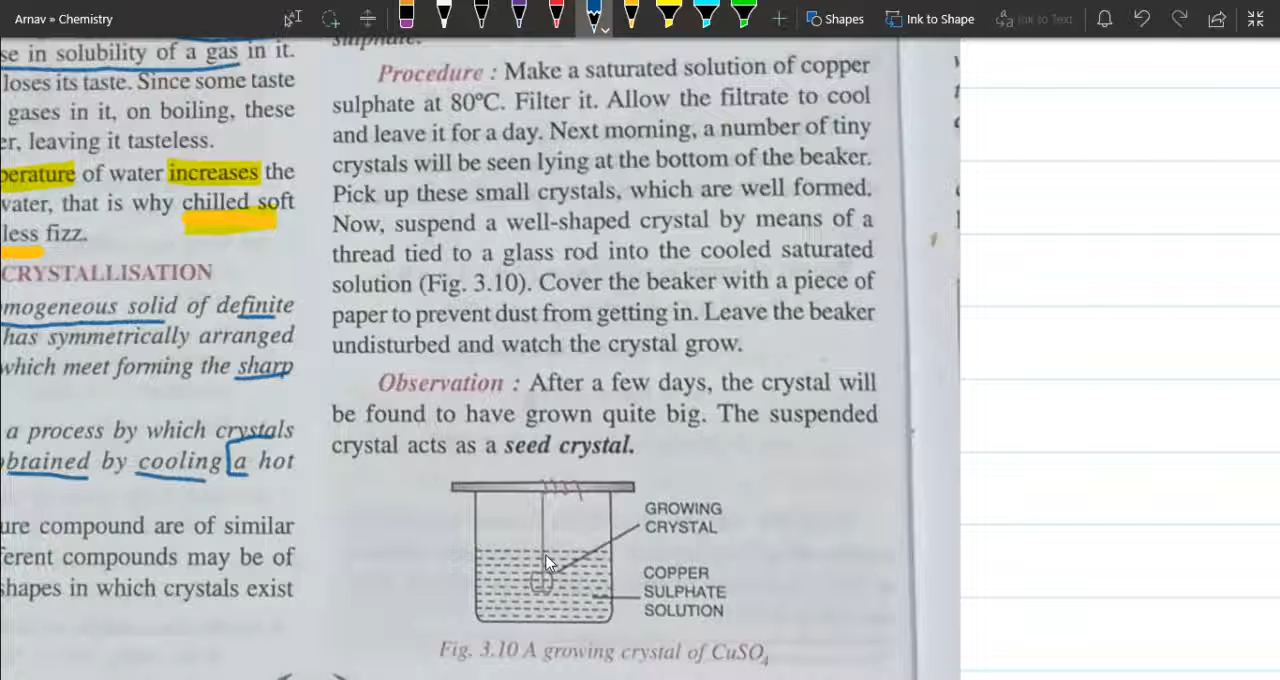 Arnav » Chemistry
Shapes
Ink to Shape
Ink to Text
se in solubility of a gas in it.
loses its taste. Since some taste
gases in it, on boiling, these
er, leaving it tasteless.
perature of water increases the
vater, that is why chilled soft
less fizz.
CRYSTALLISATION
mogeneous solid of definite
has symmetrically arranged
which meet forming the sharp
a process by which crystals
obtained by cooling a hot
ure compound are of similar
ferent compounds may be of
shapes in which crystals exist
sulphate.
Procedure : Make a saturated solution of copper
sulphate at 80ºC. Filter it. Allow the filtrate to cool
and leave it for a day. Next morning, a number of tiny
crystals will be seen lying at the bottom of the beaker.
Pick up these small crystals, which are well formed.
Now, suspend a well-shaped crystal by means of a
thread tied to a glass rod into the cooled saturated
solution (Fig. 3.10). Cover the beaker with a piece of
paper to prevent dust from getting in. Leave the beaker
undisturbed and watch the crystal grow.
Observation : After a few days, the crystal will
be found to have grown quite big. The suspended
crystal acts as a seed crystal.
GROWING
CRYSTAL
COPPER
SULPHATE
SOLUTION
Fig. 3.10 A growing crystal of CuSO₄